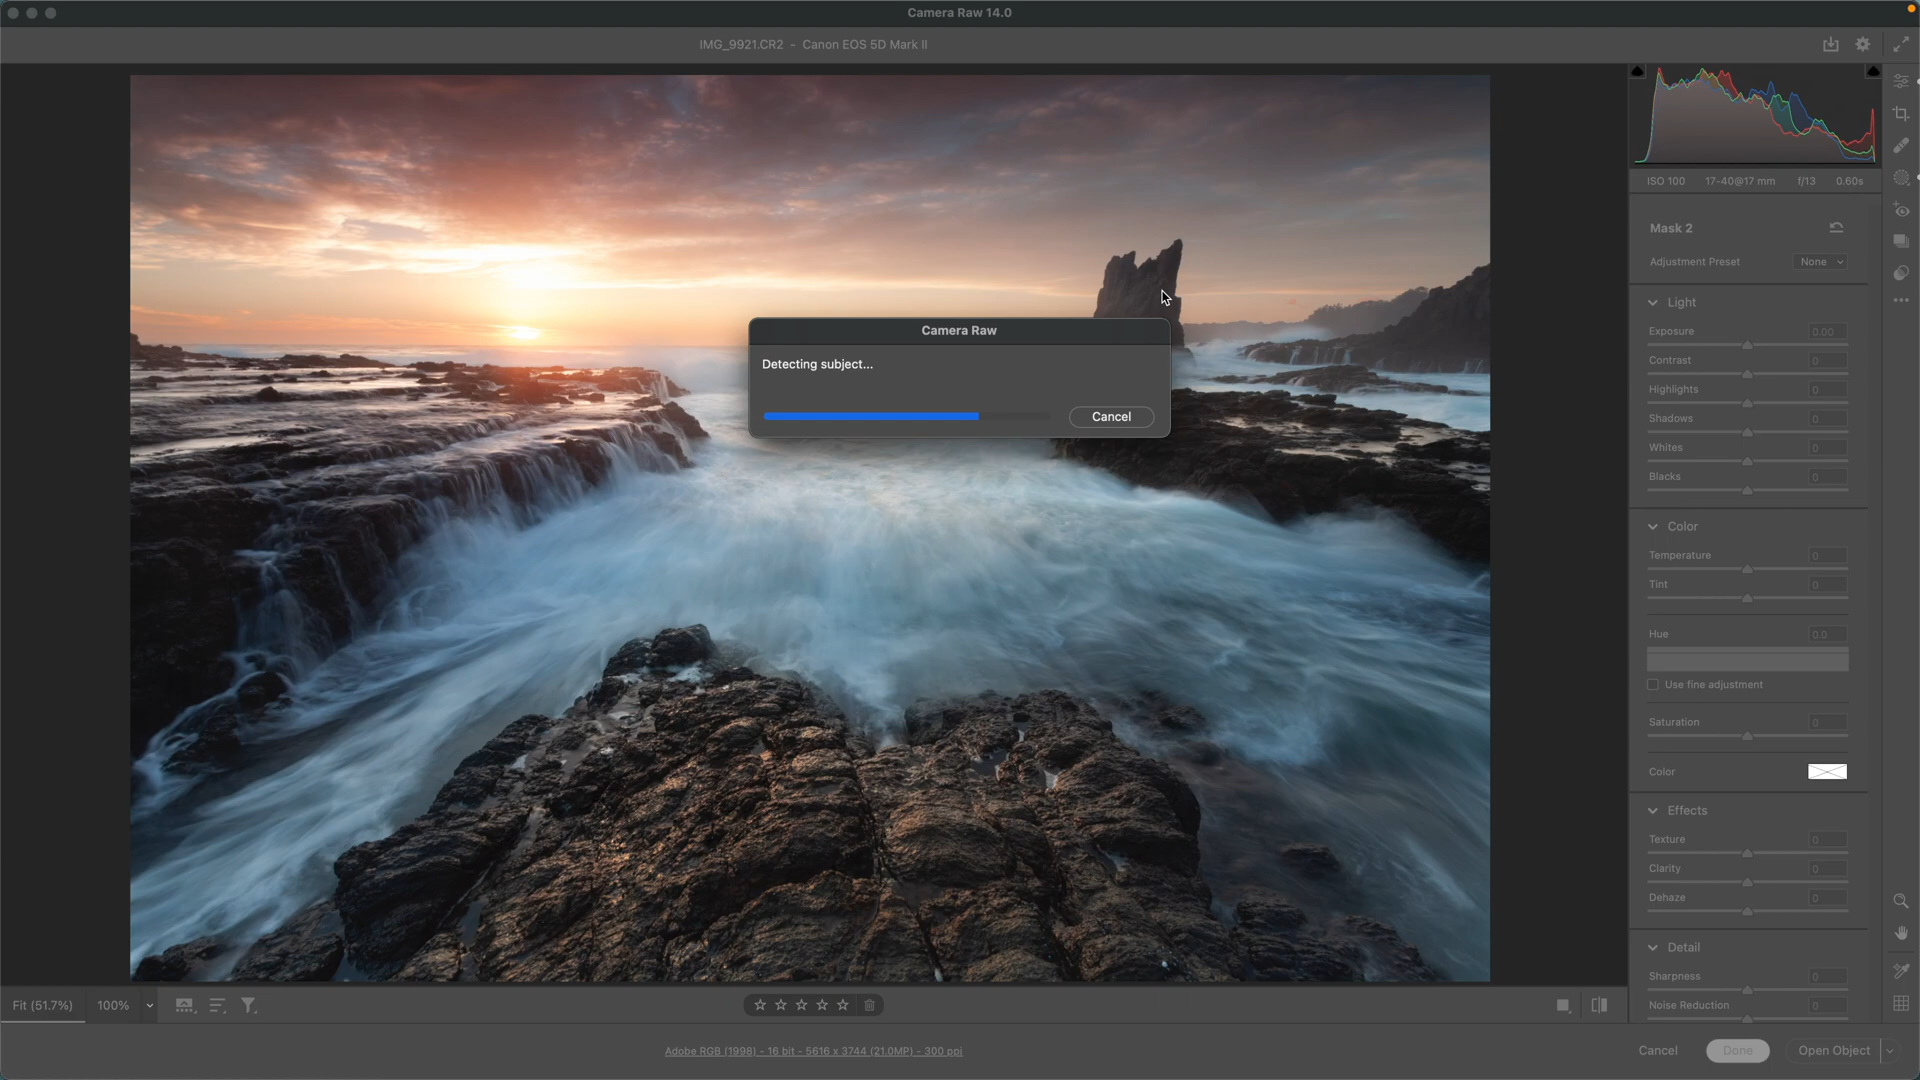 Camera Raw 14.0
IMG_9921.CR2 - Canon EOS 5D Mark II
ISO 100 17-40@17 mm f/13 0.60s
Mask 2
Adjustment Preset None
Light
Exposure 0.00
Contrast 0
Highlights 0
Shadows 0
Whites 0
Blacks 0
Color
Temperature 0
Tint 0
Hue 0.0
Use fine adjustment
Saturation 0
Color
Effects
Texture 0
Clarity 0
Dehaze 0
Detail
Sharpness 0
Noise Reduction 0
Camera Raw
Detecting subject...
Cancel
Fit (51.7%) 100%
Adobe RGB (1998) - 16 bit - 5616 x 3744 (21.0MP) - 300 ppi
Cancel Done Open Object